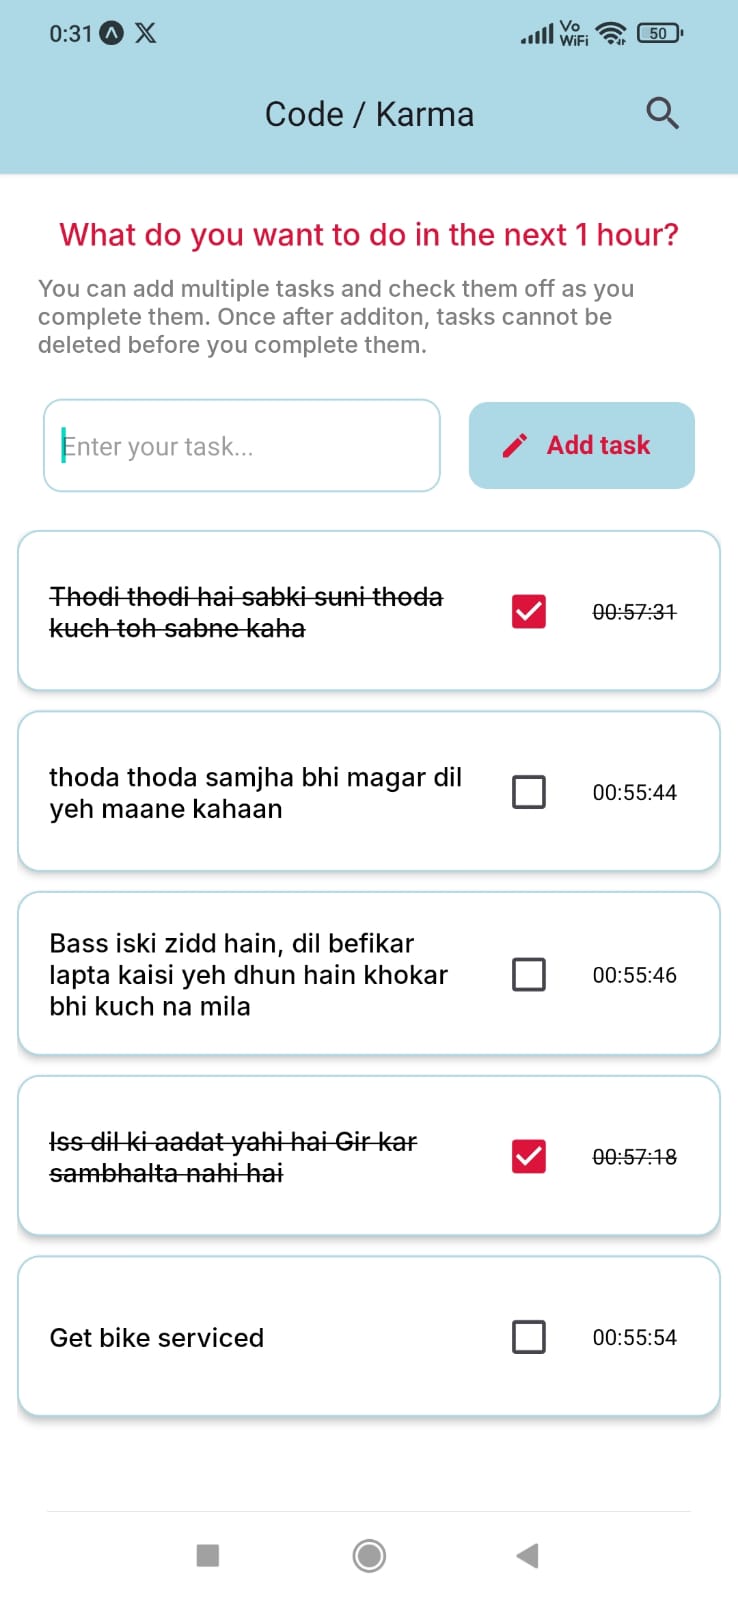 0:31
Vo
WiFi
50
Code / Karma
What do you want to do in the next 1 hour?
You can add multiple tasks and check them off as you
complete them. Once after additon, tasks cannot be
deleted before you complete them.
Enter your task...
Add task
Thodi thodi hai sabki suni thoda
kuch toh sabne kaha
00:57:31
thoda thoda samjha bhi magar dil
yeh maane kahaan
00:55:44
Bass iski zidd hain, dil befikar
lapta kaisi yeh dhun hain khokar
bhi kuch na mila
00:55:46
Iss dil ki aadat yahi hai Gir kar
sambhalta nahi hai
00:57:18
Get bike serviced
00:55:54